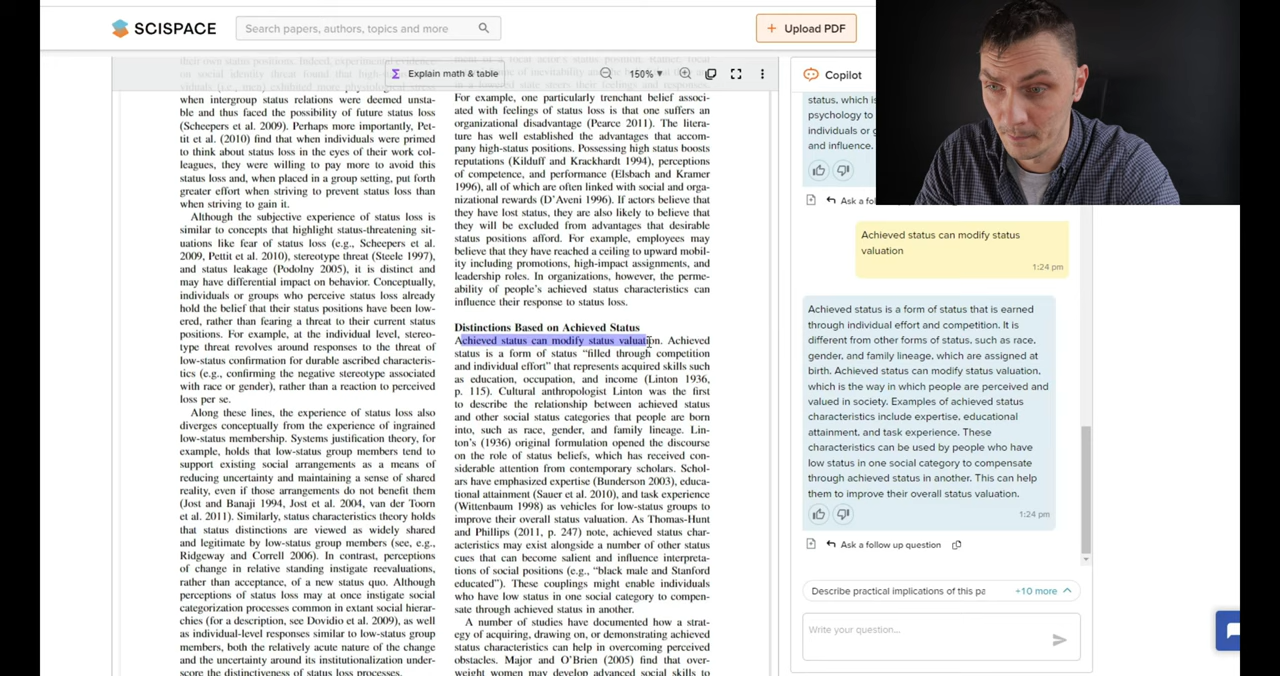 SCISPACE
Search papers, authors, topics and more
+ Upload PDF
Explain math & table
150%
their own status positions. Indeed, experimental evidence
on social identity threat found that high-
when intergroup status relations were deemed unsta-
ble and thus faced the possibility of future status loss
(Scheepers et al. 2009). Perhaps more importantly, Pet-
tit et al. (2010) find that when individuals were primed
to think about status loss in the eyes of their work col-
leagues, they were willing to pay more to avoid this
status loss and, when placed in a group setting, put forth
greater effort when striving to prevent status loss than
when striving to gain it.
Although the subjective experience of status loss is
similar to concepts that highlight status-threatening sit-
uations like fear of status loss (e.g., Scheepers et al.
2009, Pettit et al. 2010), stereotype threat (Steele 1997),
and status leakage (Podolny 2005), it is distinct and
may have differential impact on behavior. Conceptually,
individuals or groups who perceive status loss already
hold the belief that their status positions have been low-
ered, rather than fearing a threat to their current status
positions. For example, at the individual level, stereo-
type threat revolves around responses to the threat of
low-status confirmation for durable ascribed characteris-
tics (e.g., confirming the negative stereotype associated
with race or gender), rather than a reaction to perceived
loss per se.
Along these lines, the experience of status loss also
diverges conceptually from the experience of ingrained
low-status membership. Systems justification theory, for
example, holds that low-status group members tend to
support existing social arrangements as a means of
reducing uncertainty and maintaining a sense of shared
reality, even if those arrangements do not benefit them
(Jost and Banaji 1994, Jost et al. 2004, van der Toorn
et al. 2011). Similarly, status characteristics theory holds
that status distinctions are viewed as widely shared
and legitimate by low-status group members (see, e.g.,
Ridgeway and Correll 2006). In contrast, perceptions
of change in relative standing instigate reevaluations,
rather than acceptance, of a new status quo. Although
perceptions of status loss may at once instigate social
categorization processes common in extant social hierar-
chies (for a description, see Dovidio et al. 2009), as well
as individual-level responses similar to low-status group
members, both the relatively acute nature of the change
and the uncertainty around its institutionalization under-
score the distinctiveness of status loss processes.
For example, one particularly trenchant belief associ-
ated with feelings of status loss is that one suffers an
organizational disadvantage (Pearce 2011). The litera-
ture has well established the advantages that accom-
pany high-status positions. Possessing high status boosts
reputations (Kilduff and Krackhardt 1994), perceptions
of competence, and performance (Elsbach and Kramer
1996), all of which are often linked with social and orga-
nizational rewards (D'Aveni 1996). If actors believe that
they have lost status, they are also likely to believe that
they will be excluded from advantages that desirable
status positions afford. For example, employees may
believe that they have reached a ceiling to upward mobil-
ity including promotions, high-impact assignments, and
leadership roles. In organizations, however, the perme-
ability of people's achieved status characteristics can
influence their response to status loss.
Distinctions Based on Achieved Status
Achieved status can modify status valuation. Achieved
status is a form of status “filled through competition
and individual effort” that represents acquired skills such
as education, occupation, and income (Linton 1936,
p. 115). Cultural anthropologist Linton was the first
to describe the relationship between achieved status
and other social status categories that people are born
into, such as race, gender, and family lineage. Lin-
ton's (1936) original formulation opened the discourse
on the role of status beliefs, which has received con-
siderable attention from contemporary scholars. Schol-
ars have emphasized expertise (Bunderson 2003), educa-
tional attainment (Sauer et al. 2010), and task experience
(Wittenbaum 1998) as vehicles for low-status groups to
improve their overall status valuation. As Thomas-Hunt
and Phillips (2011, p. 247) note, achieved status char-
acteristics may exist alongside a number of other status
cues that can become salient and influence interpreta-
tions of social positions (e.g., “black male and Stanford
educated”). These couplings might enable individuals
who have low status in one social category to compen-
sate through achieved status in another.
A number of studies have documented how a strat-
egy of acquiring, drawing on, or demonstrating achieved
status characteristics can help in overcoming perceived
obstacles. Major and O'Brien (2005) find that over-
weight women may develop advanced social skills to
Copilot
status, which is
psychology to
individuals or g
and influence.
Ask a fol
Achieved status can modify status
valuation
1:24 pm
Achieved status is a form of status that is earned
through individual effort and competition. It is
different from other forms of status, such as race,
gender, and family lineage, which are assigned at
birth. Achieved status can modify status valuation,
which is the way in which people are perceived and
valued in society. Examples of achieved status
characteristics include expertise, educational
attainment, and task experience. These
characteristics can be used by people who have
low status in one social category to compensate
through achieved status in another. This can help
them to improve their overall status valuation.
1:24 pm
Ask a follow up question
Describe practical implications of this pa
+10 more
Write your question...